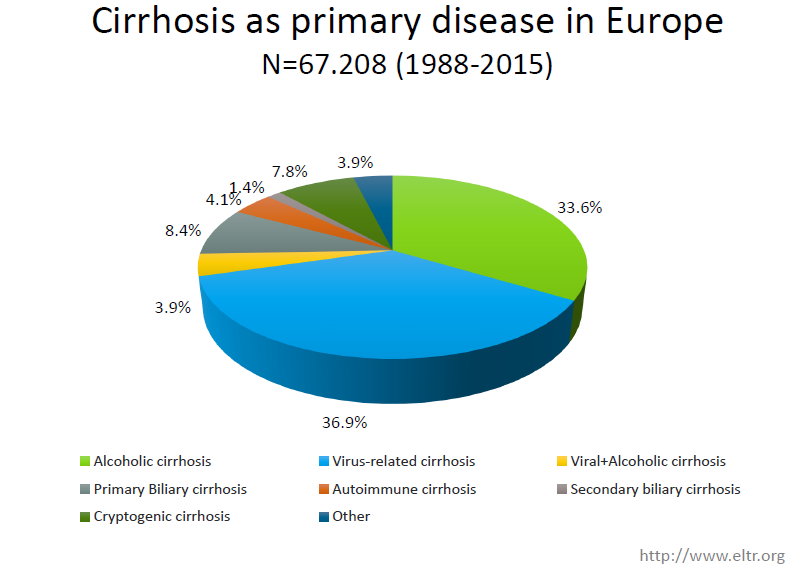 Cirrhosis as primary disease in Europe
N=67.208 (1988-2015)
3.9%
7.8%
1.4%
4.1%
33.6%
8.4%
3.9%
36.9%
Alcoholic cirrhosis
Virus-related cirrhosis
Viral+Alcoholic cirrhosis
Primary Biliary cirrhosis
Autoimmune cirrhosis
Secondary biliary cirrhosis
Cryptogenic cirrhosis
Other
http://www.eltr.org